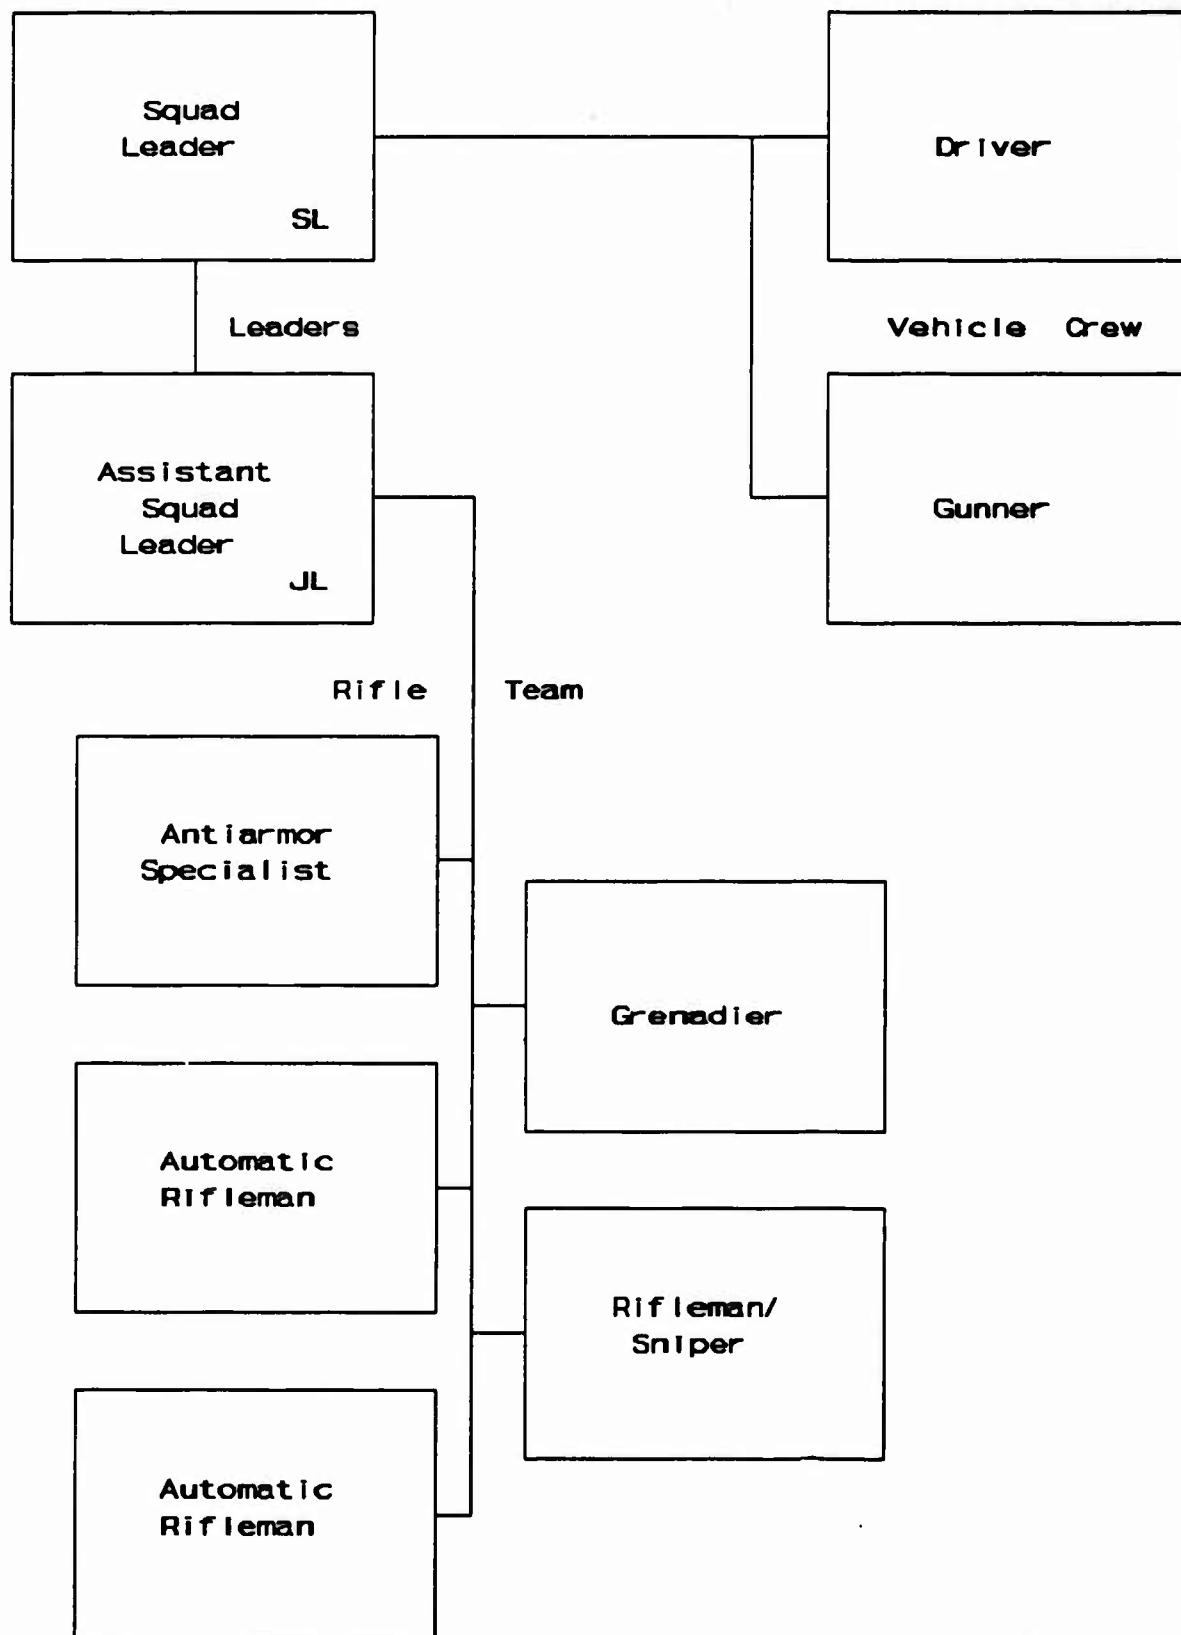 Squad
Leader
SL
Driver
Leaders
Vehicle Crew
Assistant
Squad
Leader
JL
Gunner
Rifle Team
Antiarmor
Specialist
Grenadier
Automatic
Rifleman
Rifleman/
Sniper
Automatic
Rifleman